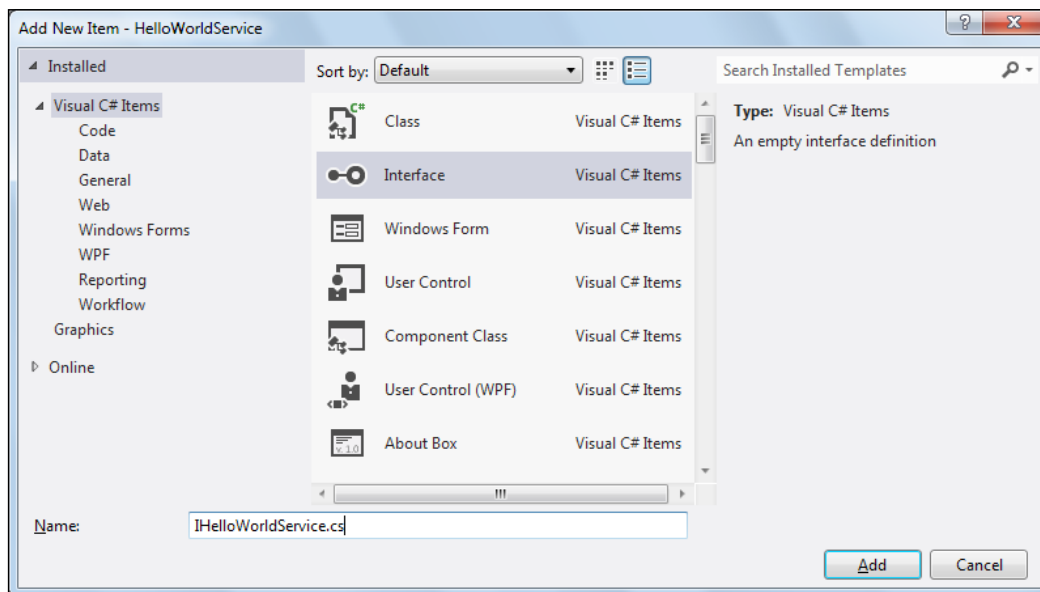 Add New Item - HelloWorldService
Installed
Sort by: Default
Search Installed Templates
Visual C# Items
Code
Data
General
Web
Windows Forms
WPF
Reporting
Workflow
Graphics
Online
C#
Class Visual C# Items
Interface Visual C# Items
Windows Form Visual C# Items
User Control Visual C# Items
Component Class Visual C# Items
User Control (WPF) Visual C# Items
v. 1.0
About Box Visual C# Items
Type: Visual C# Items
An empty interface definition
Name: IHelloWorldService.cs
Add Cancel